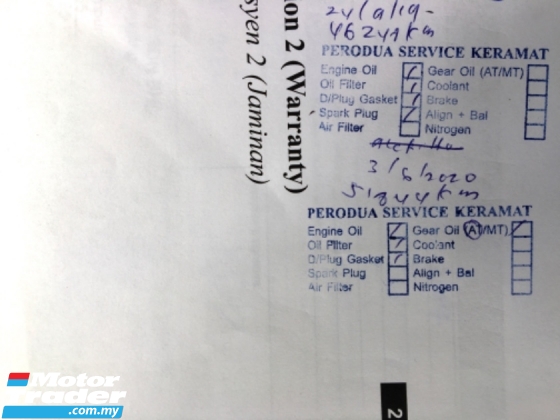 24/9/19-
46241km
PERODUA SERVICE KERAMAT
Engine Oil Gear Oil (AT/MT)
Oil Filter Coolant
D/Plug Gasket Brake
Spark Plug Align + Bal
Air Filter Nitrogen
3/6/2020
51844km
PERODUA SERVICE KERAMAT
Engine Oil Gear Oil (AT/MT)
Oil Filter Coolant
D/Plug Gasket Brake
Spark Plug Align + Bal
Air Filter Nitrogen
ion 2 (Warranty)
syen 2 (Jaminan)
2
Motor
Trader
.com.my